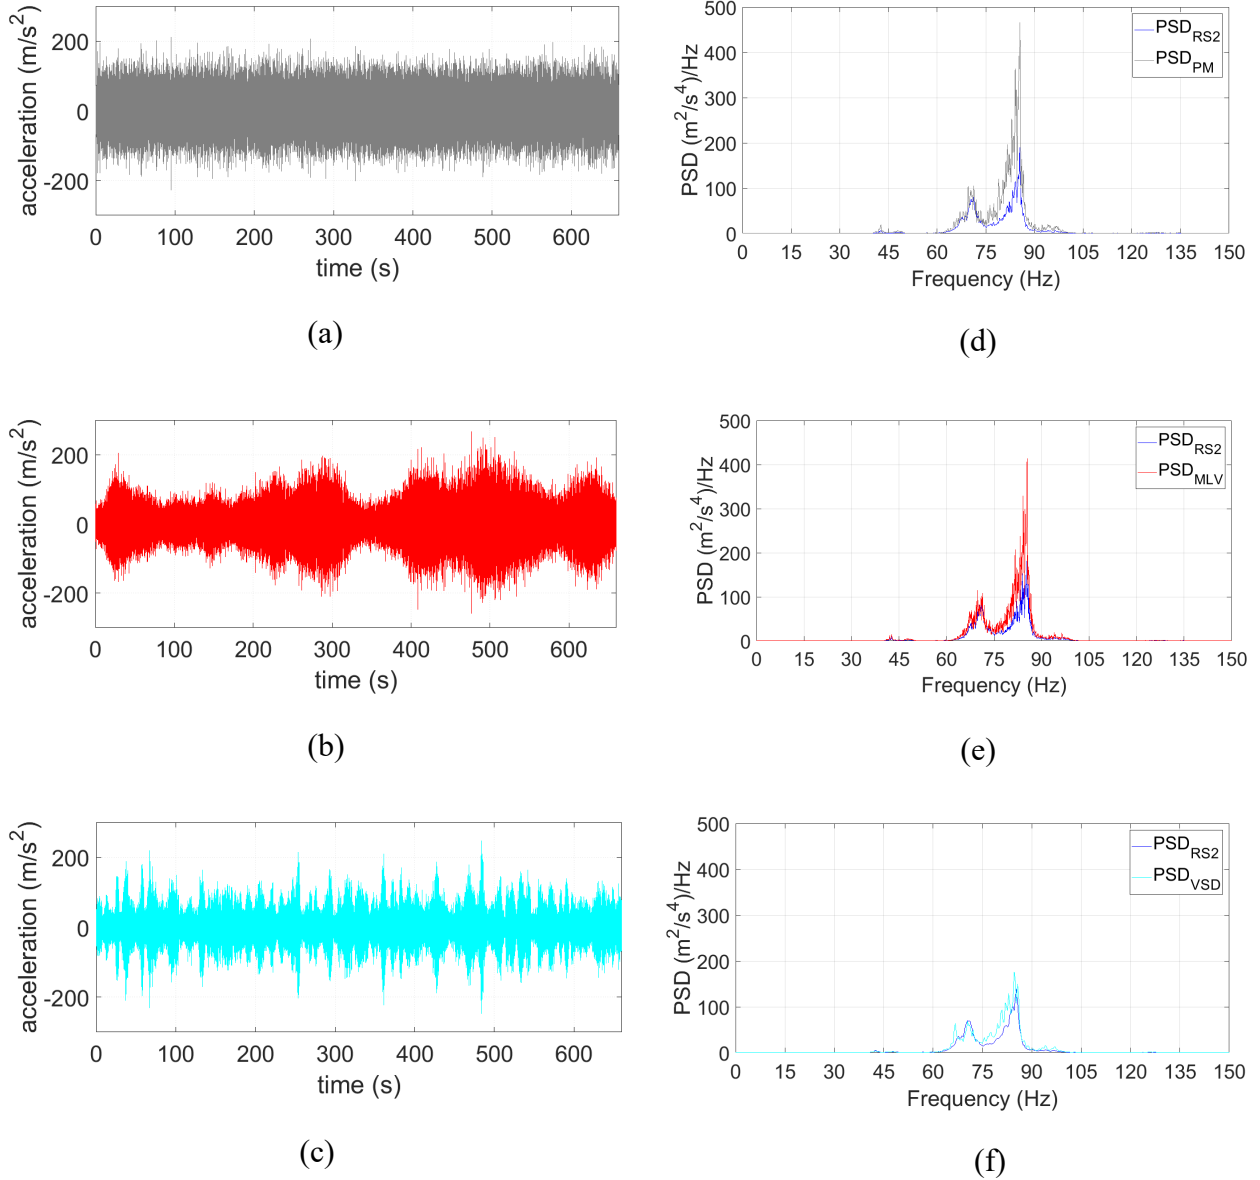 acceleration (m/s2)
200
0
-200
0 100 200 300 400 500 600
time (s)
(a)
PSD (m2/s4)/Hz
500
400
300
200
100
0
0 15 30 45 60 75 90 105 120 135 150
Frequency (Hz)
PSDRS2
PSDPM
(d)
acceleration (m/s2)
200
0
-200
0 100 200 300 400 500 600
time (s)
(b)
PSD (m2/s4)/Hz
500
400
300
200
100
0
0 15 30 45 60 75 90 105 120 135 150
Frequency (Hz)
PSDRS2
PSDMLV
(e)
acceleration (m/s2)
200
0
-200
0 100 200 300 400 500 600
time (s)
(c)
PSD (m2/s4)/Hz
500
400
300
200
100
0
0 15 30 45 60 75 90 105 120 135 150
Frequency (Hz)
PSDRS2
PSDVSD
(f)